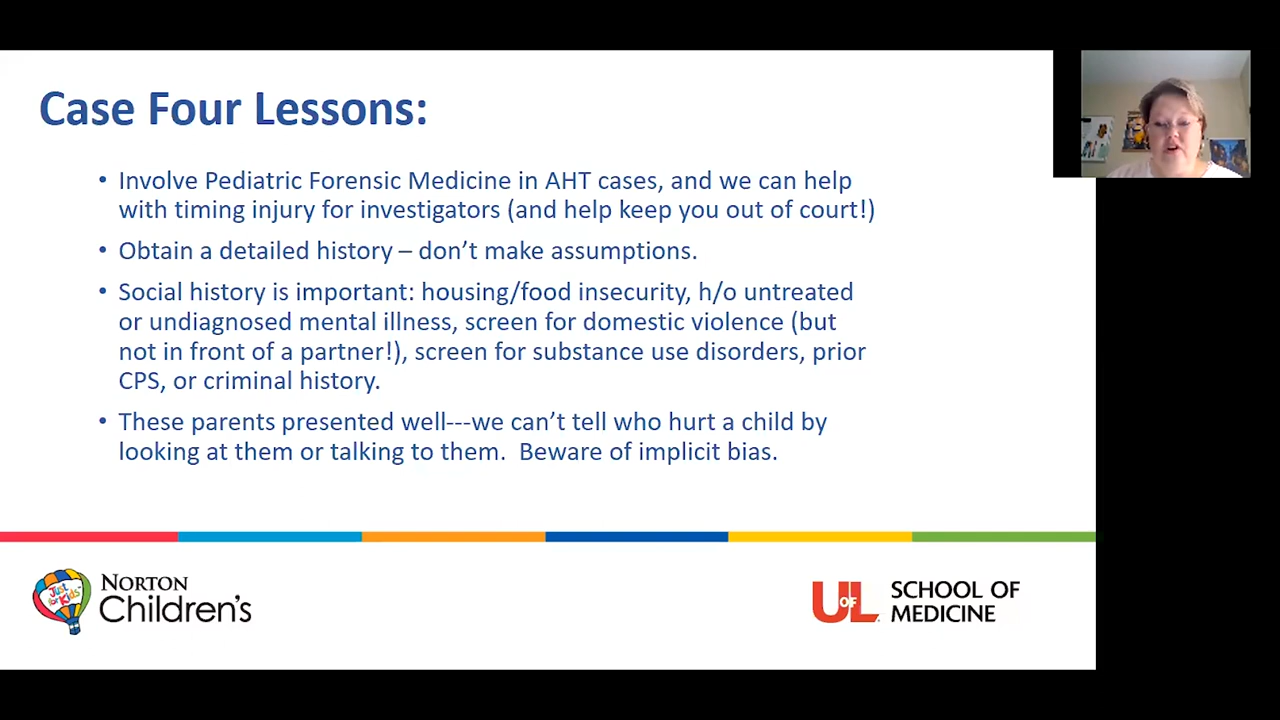 Case Four Lessons:
• Involve Pediatric Forensic Medicine in AHT cases, and we can help
with timing injury for investigators (and help keep you out of court!)
• Obtain a detailed history – don’t make assumptions.
• Social history is important: housing/food insecurity, h/o untreated
or undiagnosed mental illness, screen for domestic violence (but
not in front of a partner!), screen for substance use disorders, prior
CPS, or criminal history.
• These parents presented well---we can’t tell who hurt a child by
looking at them or talking to them.  Beware of implicit bias.
Just
for Kids
NORTON
Children’s
UOFL
SCHOOL OF
MEDICINE